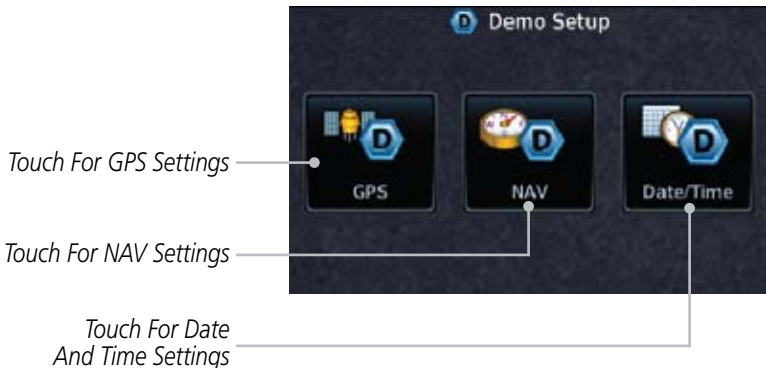 D Demo Setup
D
D
D
GPS
NAV
Date/Time
Touch For GPS Settings
Touch For NAV Settings
Touch For Date
And Time Settings